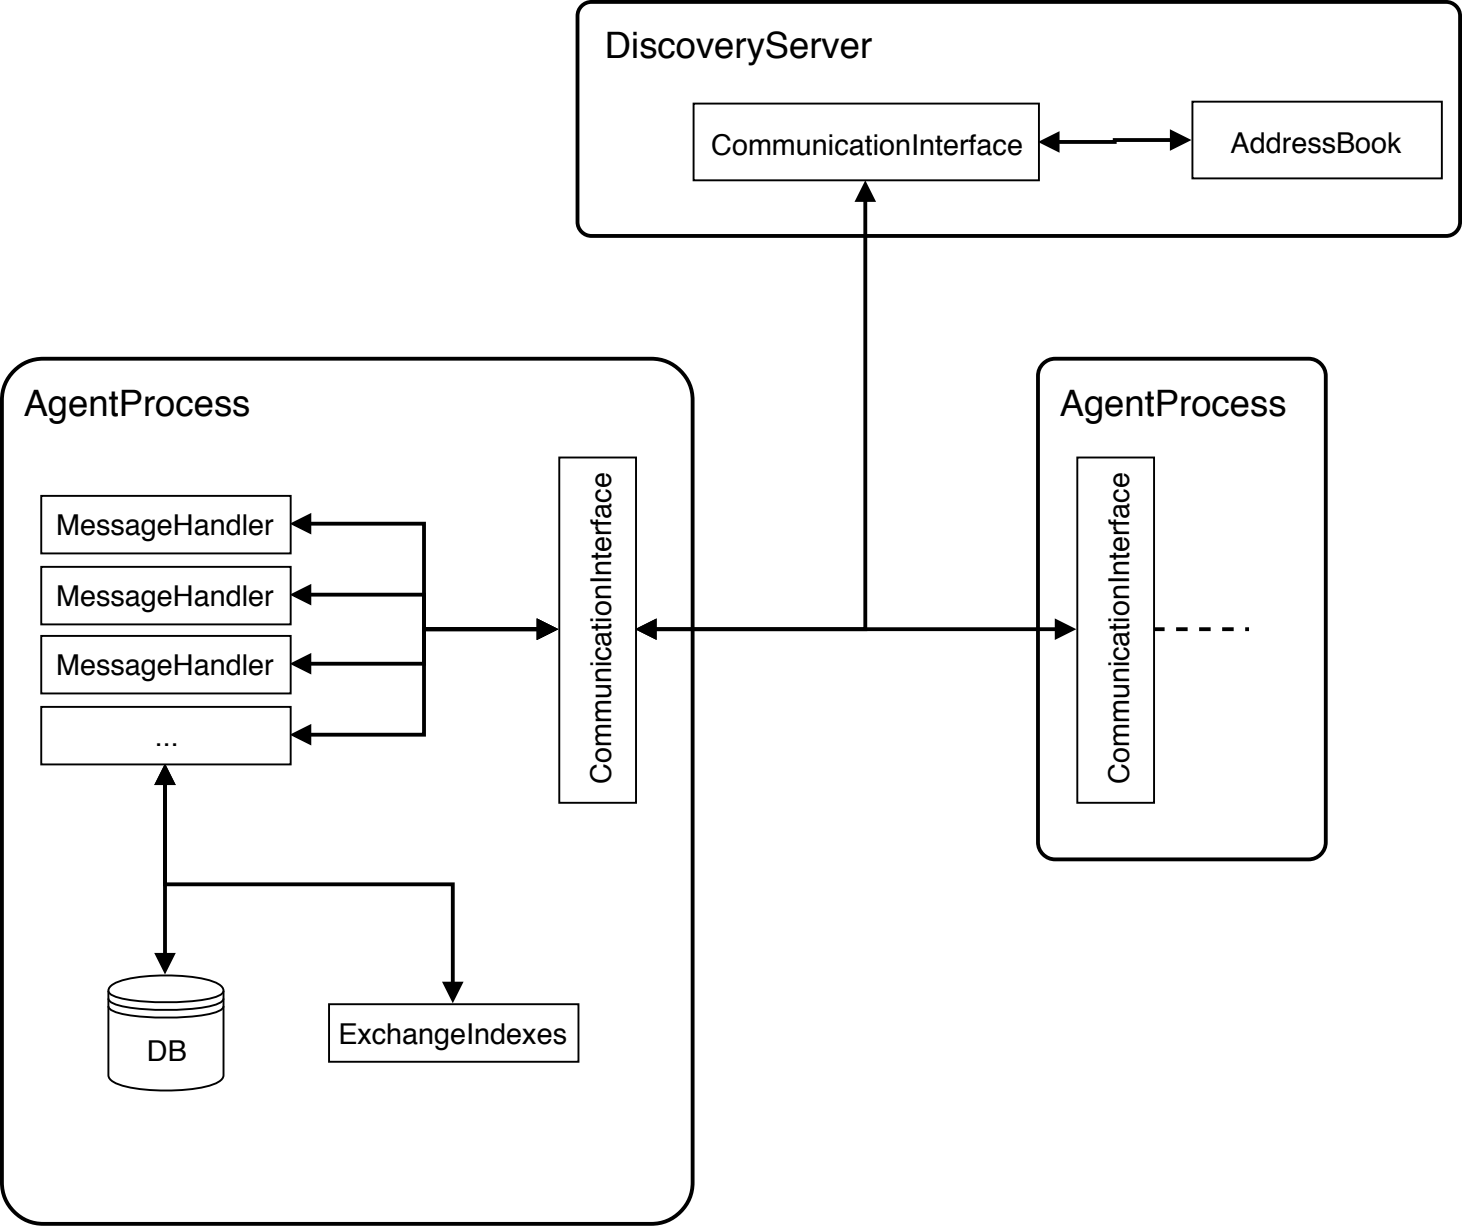 DiscoveryServer
CommunicationInterface
AddressBook
AgentProcess
MessageHandler
MessageHandler
MessageHandler
...
CommunicationInterface
DB
ExchangeIndexes
AgentProcess
CommunicationInterface